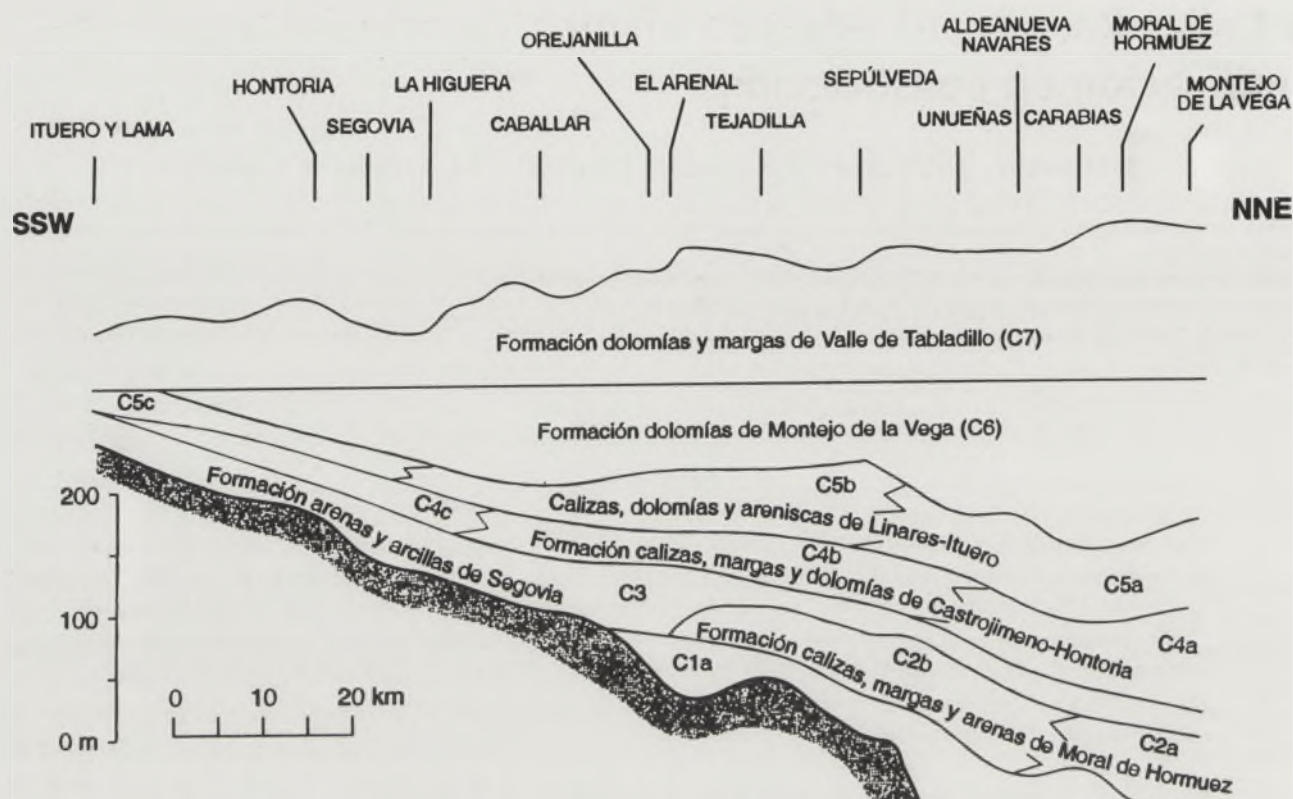 OREJANILLA
ALDEANUEVA
NAVARES
MORAL DE
HORMUEZ
HONTORIA
LA HIGUERA
EL ARENAL
SEPÚLVEDA
MONTEJO
DE LA VEGA
ITUERO Y LAMA
SEGOVIA
CABALLAR
TEJADILLA
UNUEÑAS
CARABIAS
SSW
NNE
Formación dolomías y margas de Valle de Tabladillo (C7)
C5c
Formación dolomías de Montejo de la Vega (C6)
C5b
Calizas, dolomías y areniscas de Linares-Ituero
C5a
C4c
C4b
Formación calizas, margas y dolomías de Castrojimeno-Hontoria
C4a
Formación arenas y arcillas de Segovia
C3
C2b
Formación calizas, margas y arenas de Moral de Hormuez
C2a
C1a
200
100
0 m
0 10 20 km